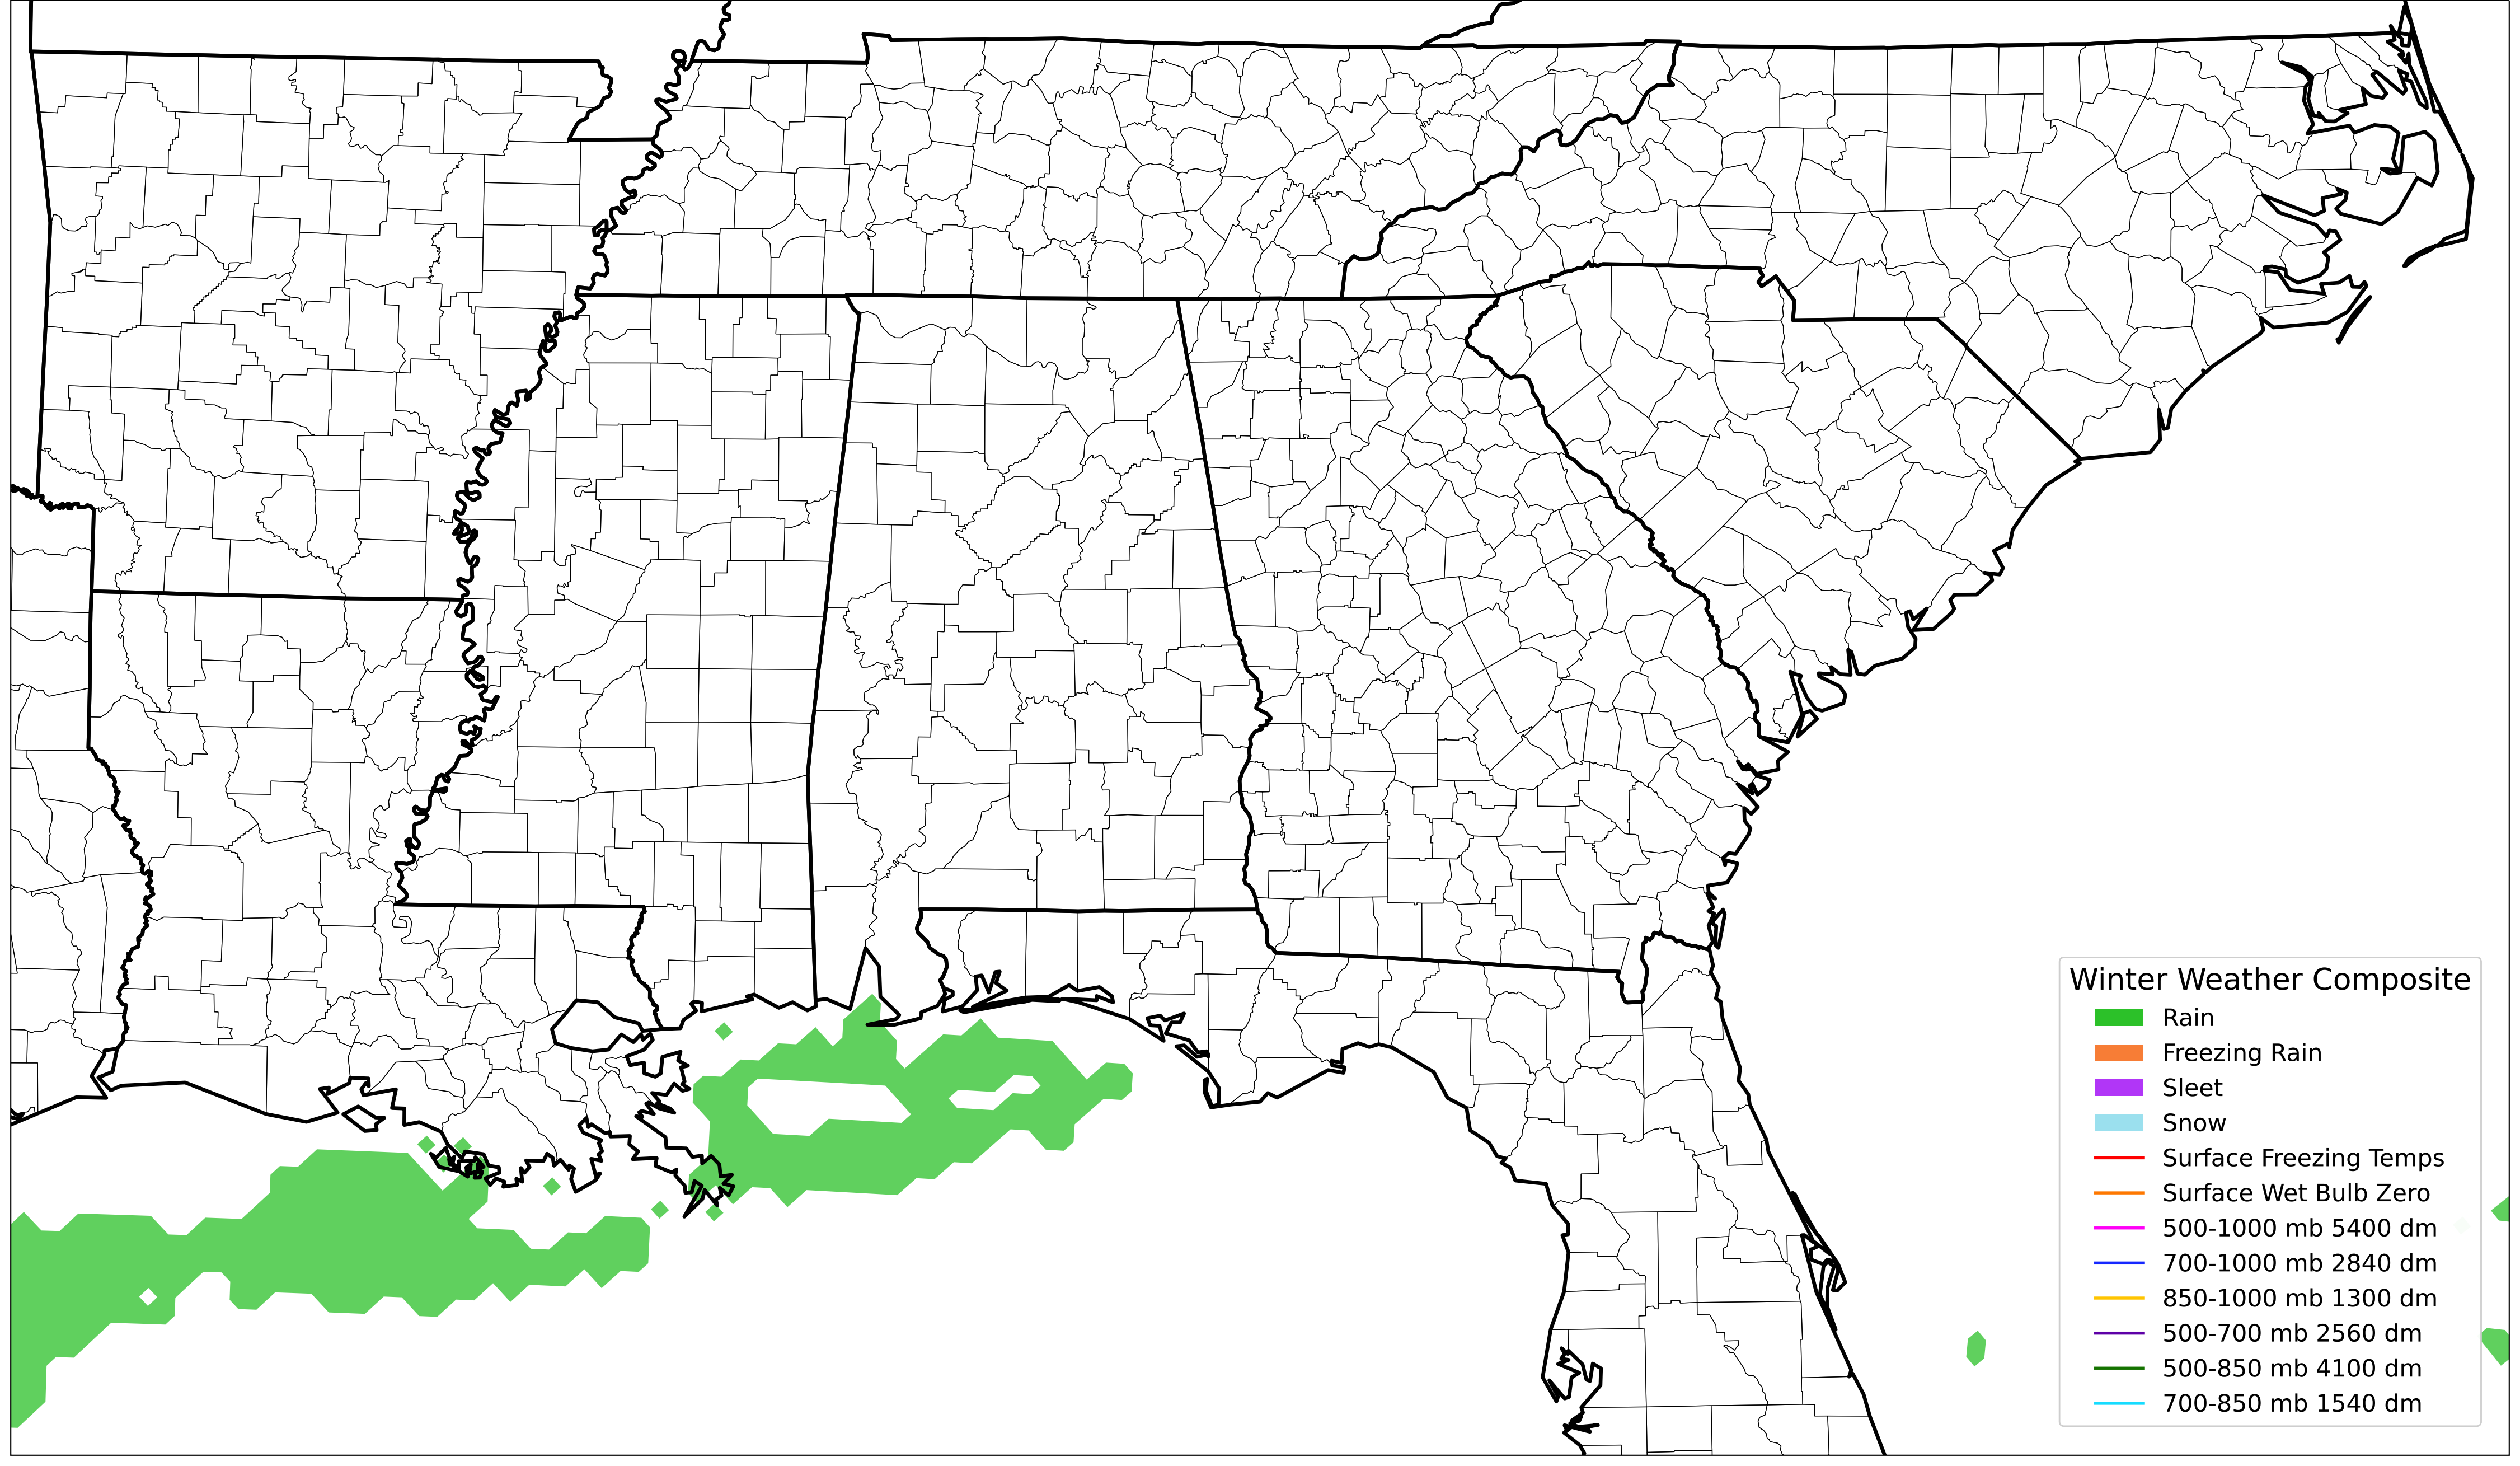 Winter Weather Composite
Rain
Freezing Rain
Sleet
Snow
Surface Freezing Temps
Surface Wet Bulb Zero
500-1000 mb 5400 dm
700-1000 mb 2840 dm
850-1000 mb 1300 dm
500-700 mb 2560 dm
500-850 mb 4100 dm
700-850 mb 1540 dm